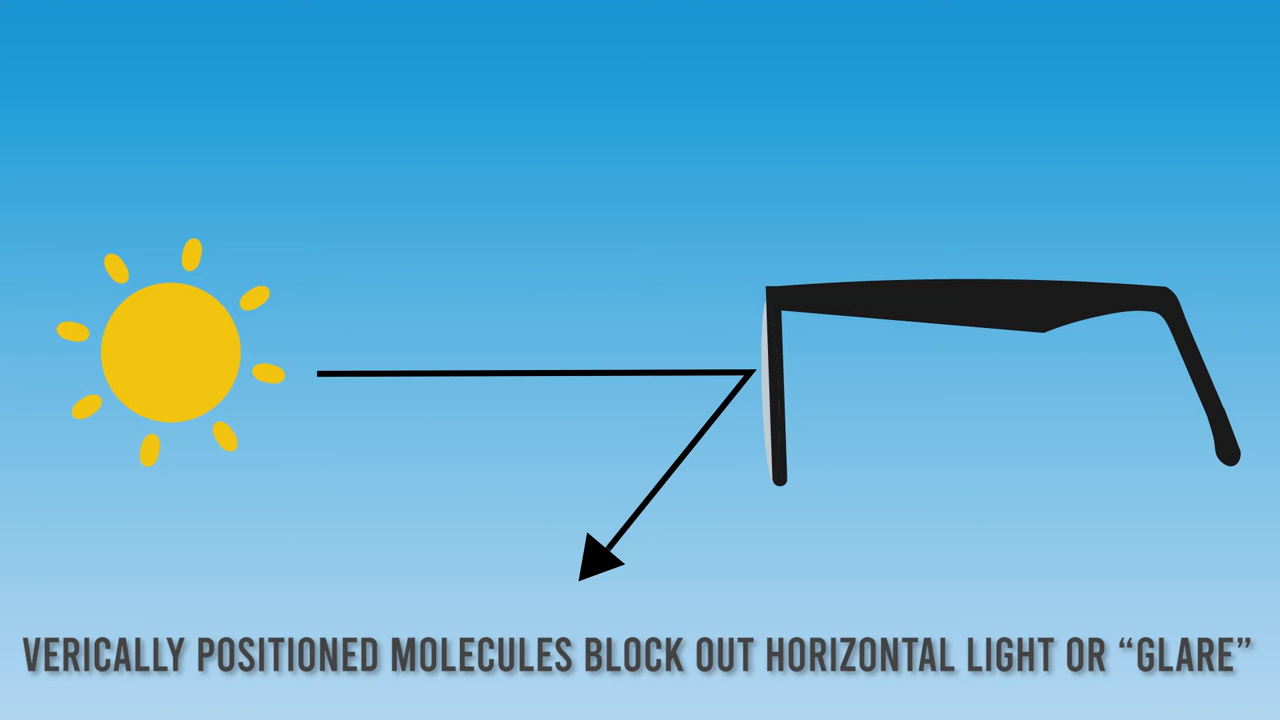 VERICALLY POSITIONED MOLECULES BLOCK OUT HORIZONTAL LIGHT OR “GLARE”